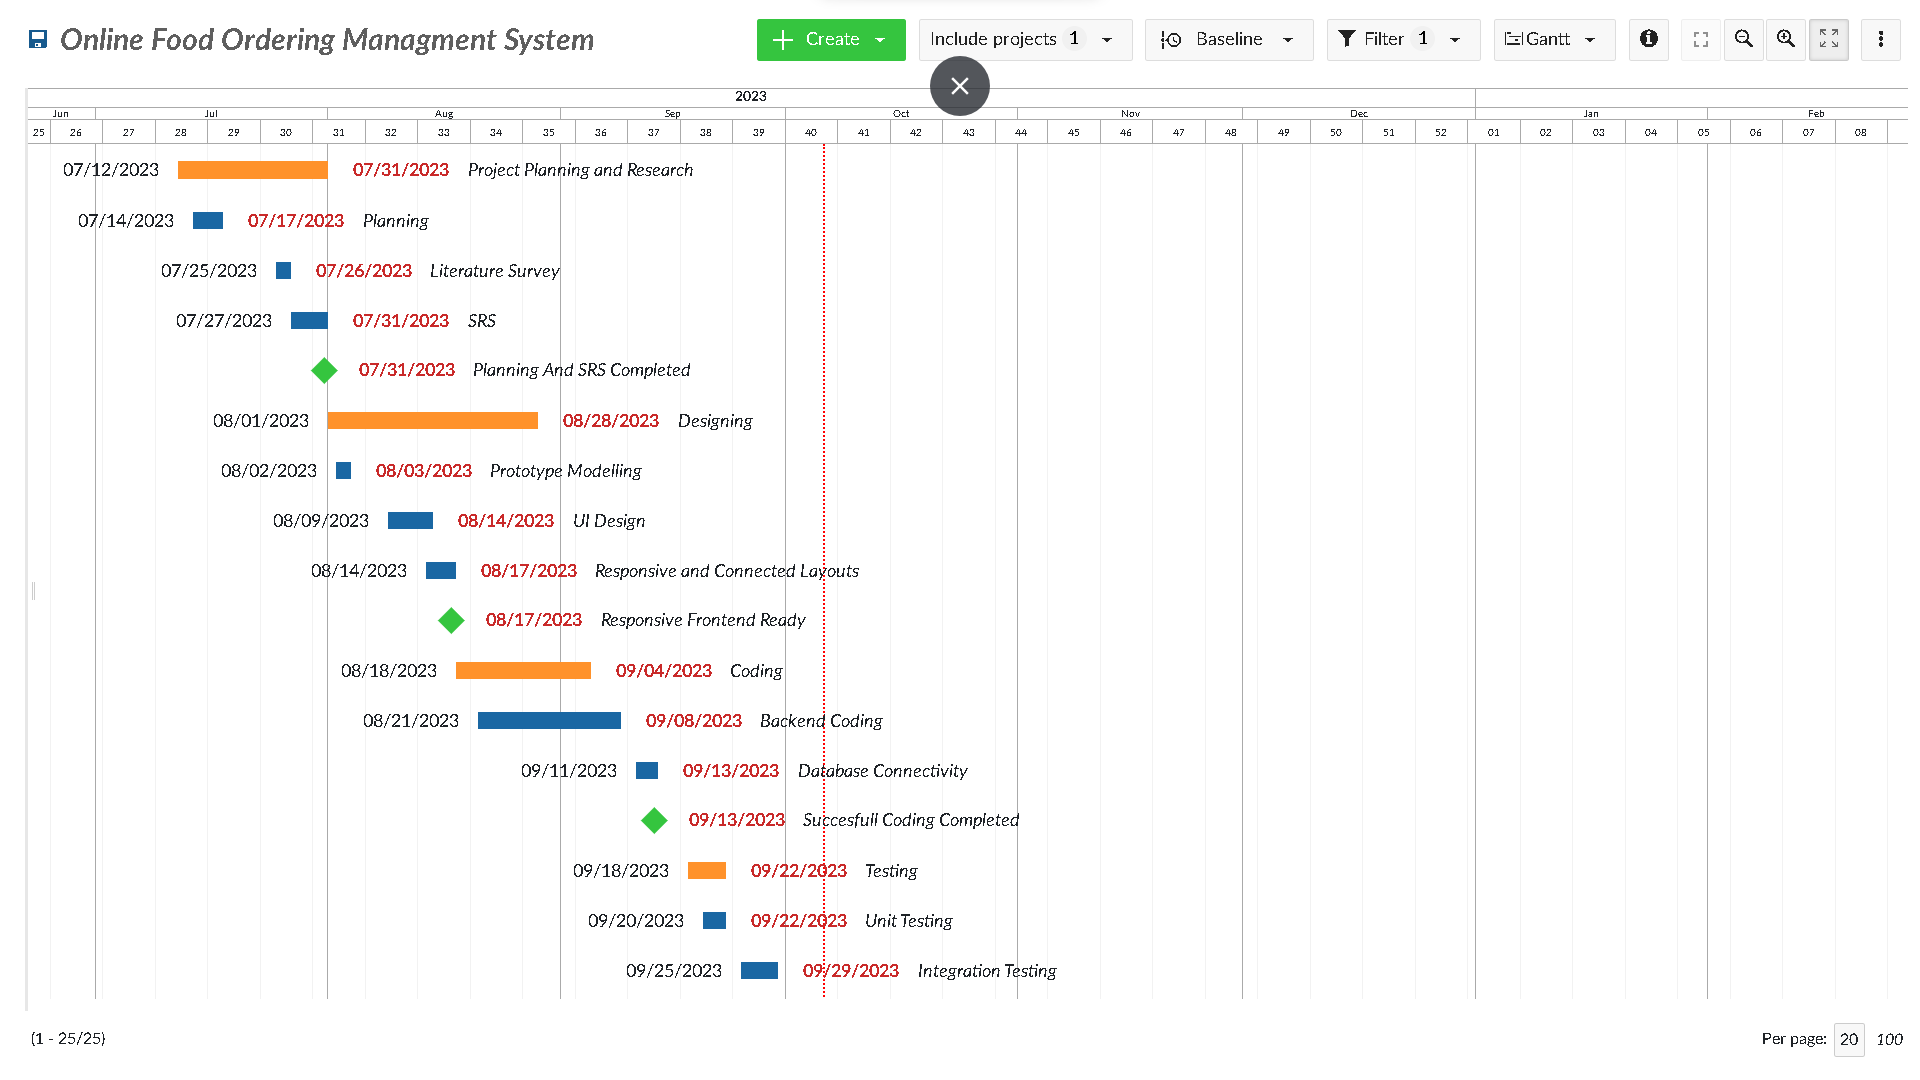 Online Food Ordering Managment System
Create
Include projects 1
Baseline
Filter 1
Gantt
2023
Jun Jul Aug Sep Oct Nov Dec Jan Feb
25 26 27 28 29 30 31 32 33 34 35 36 37 38 39 40 41 42 43 44 45 46 47 48 49 50 51 52 01 02 03 04 05 06 07 08
07/12/2023 07/31/2023 Project Planning and Research
07/14/2023 07/17/2023 Planning
07/25/2023 07/26/2023 Literature Survey
07/27/2023 07/31/2023 SRS
07/31/2023 Planning And SRS Completed
08/01/2023 08/28/2023 Designing
08/02/2023 08/03/2023 Prototype Modelling
08/09/2023 08/14/2023 UI Design
08/14/2023 08/17/2023 Responsive and Connected Layouts
08/17/2023 Responsive Frontend Ready
08/18/2023 09/04/2023 Coding
08/21/2023 09/08/2023 Backend Coding
09/11/2023 09/13/2023 Database Connectivity
09/13/2023 Succesfull Coding Completed
09/18/2023 09/22/2023 Testing
09/20/2023 09/22/2023 Unit Testing
09/25/2023 09/29/2023 Integration Testing
(1 - 25/25)
Per page: 20 100